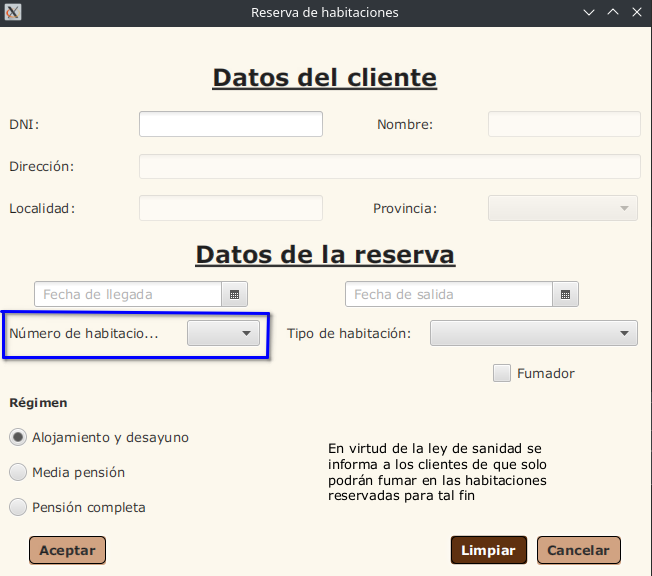 Reserva de habitaciones
Datos del cliente
DNI:
Nombre:
Dirección:
Localidad:
Provincia:
Datos de la reserva
Fecha de llegada
Fecha de salida
Número de habitacio...
Tipo de habitación:
Fumador
Régimen
Alojamiento y desayuno
Media pensión
Pensión completa
En virtud de la ley de sanidad se
informa a los clientes de que solo
podrán fumar en las habitaciones
reservadas para tal fin
Aceptar
Limpiar
Cancelar